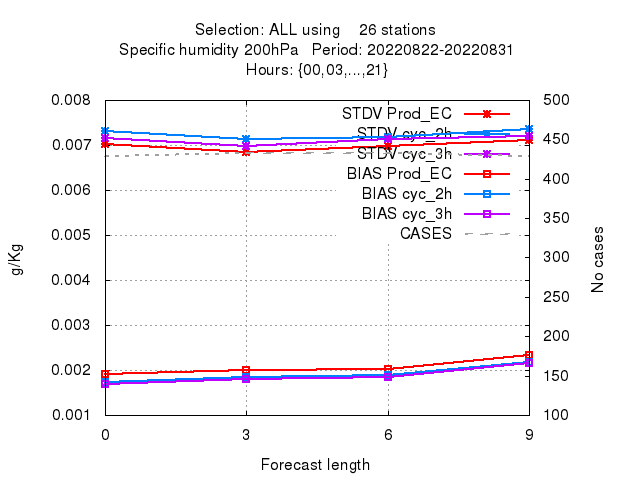 Selection: ALL using 26 stations
Specific humidity 200hPa Period: 20220822-20220831
Hours: {00,03,...,21}
0.008
0.007
0.006
0.005
0.004
0.003
0.002
0.001
500
450
400
350
300
250
200
150
100
STDV Prod_EC
STDV cyc_2h
STDV cyc_3h
BIAS Prod_EC
BIAS cyc_2h
BIAS cyc_3h
CASES
g/Kg
No cases
0 3 6 9
Forecast length